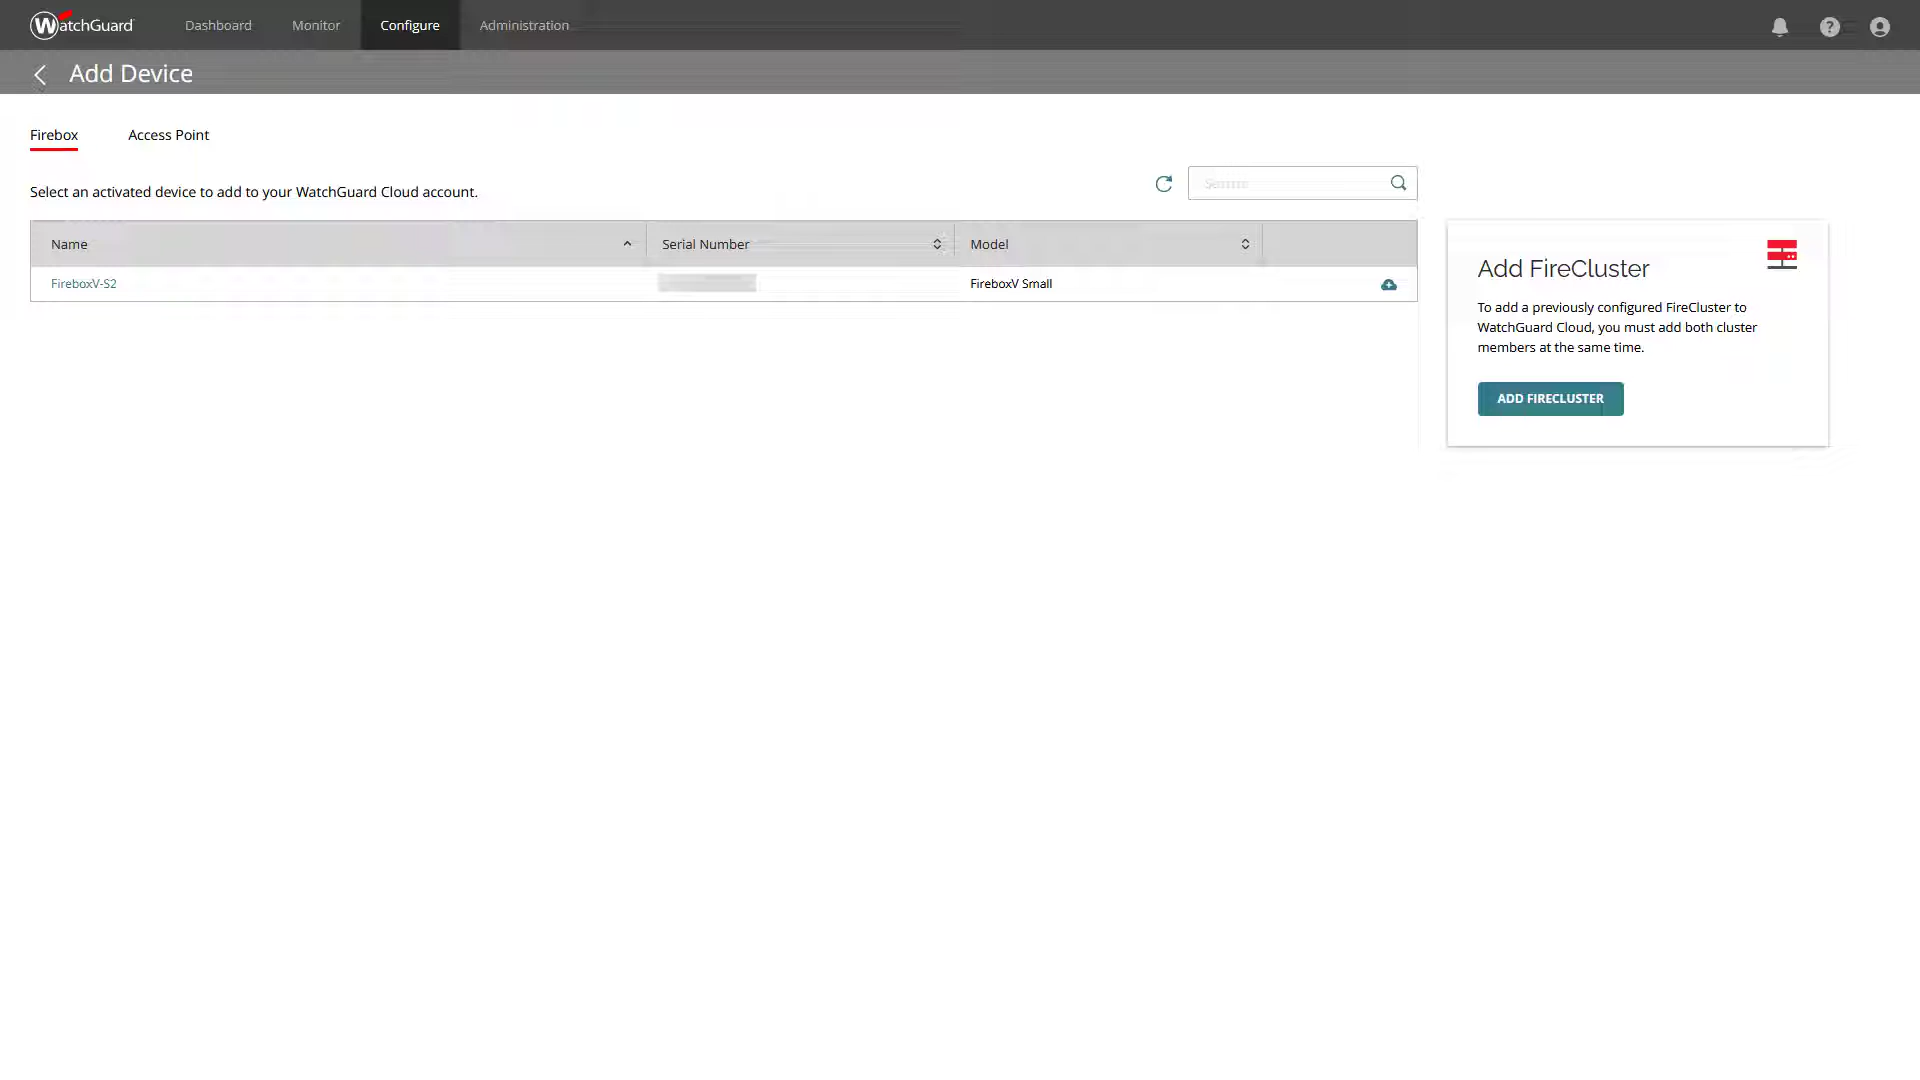 WatchGuard
Dashboard
Monitor
Configure
Administration
Add Device
Firebox
Access Point
Select an activated device to add to your WatchGuard Cloud account.
Name
Serial Number
Model
FireboxV-S2
FireboxV Small
Add FireCluster
To add a previously configured FireCluster to
WatchGuard Cloud, you must add both cluster
members at the same time.
ADD FIRECLUSTER